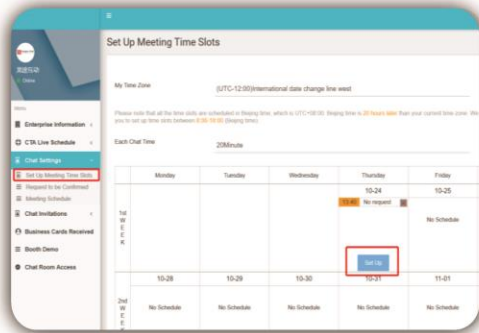 Set Up Meeting Time Slots
Online
MENU
Enterprise Information
CTA Live Schedule
Chat Settings
Set Up Meeting Time Slots
Request to be Confirmed
Meeting Schedule
Chat Invitations
Business Cards Received
Booth Demo
Chat Room Access
My Time Zone
(UTC-12:00)International date change line west
Please note that all the time slots are scheduled in Beijing time, which is UTC+08:00. Beijing time is 20 hours later than your current time zone. We
you to set up time slots between
(Beijing time).
Each Chat Time
20Minute
Monday Tuesday Wednesday Thursday Friday
10-24 10-25
No request
1st WEEK
No Schedule
Set Up
10-28 10-29 10-30 10-31 11-01
2nd WEE
No Schedule No Schedule No Schedule No Schedule No Schedule